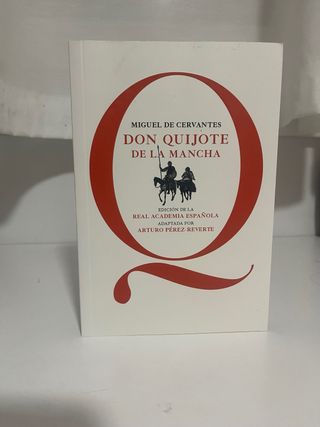 MIGUEL DE CERVANTES
DON QUIJOTE
DE LA MANCHA
EDICIÓN DE LA
REAL ACADEMIA ESPAÑOLA
ADAPTADA POR
ARTURO PÉREZ-REVERTE